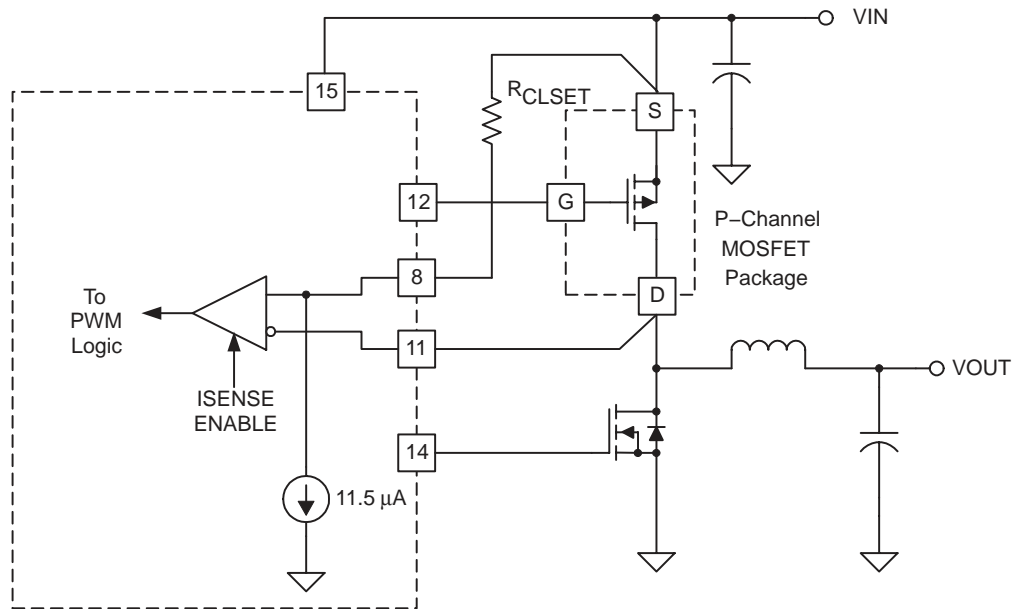 VIN
15
RCLSET
S
12
G
P–Channel
MOSFET
Package
8
D
To
PWM
Logic
11
VOUT
ISENSE
ENABLE
14
11.5 μA